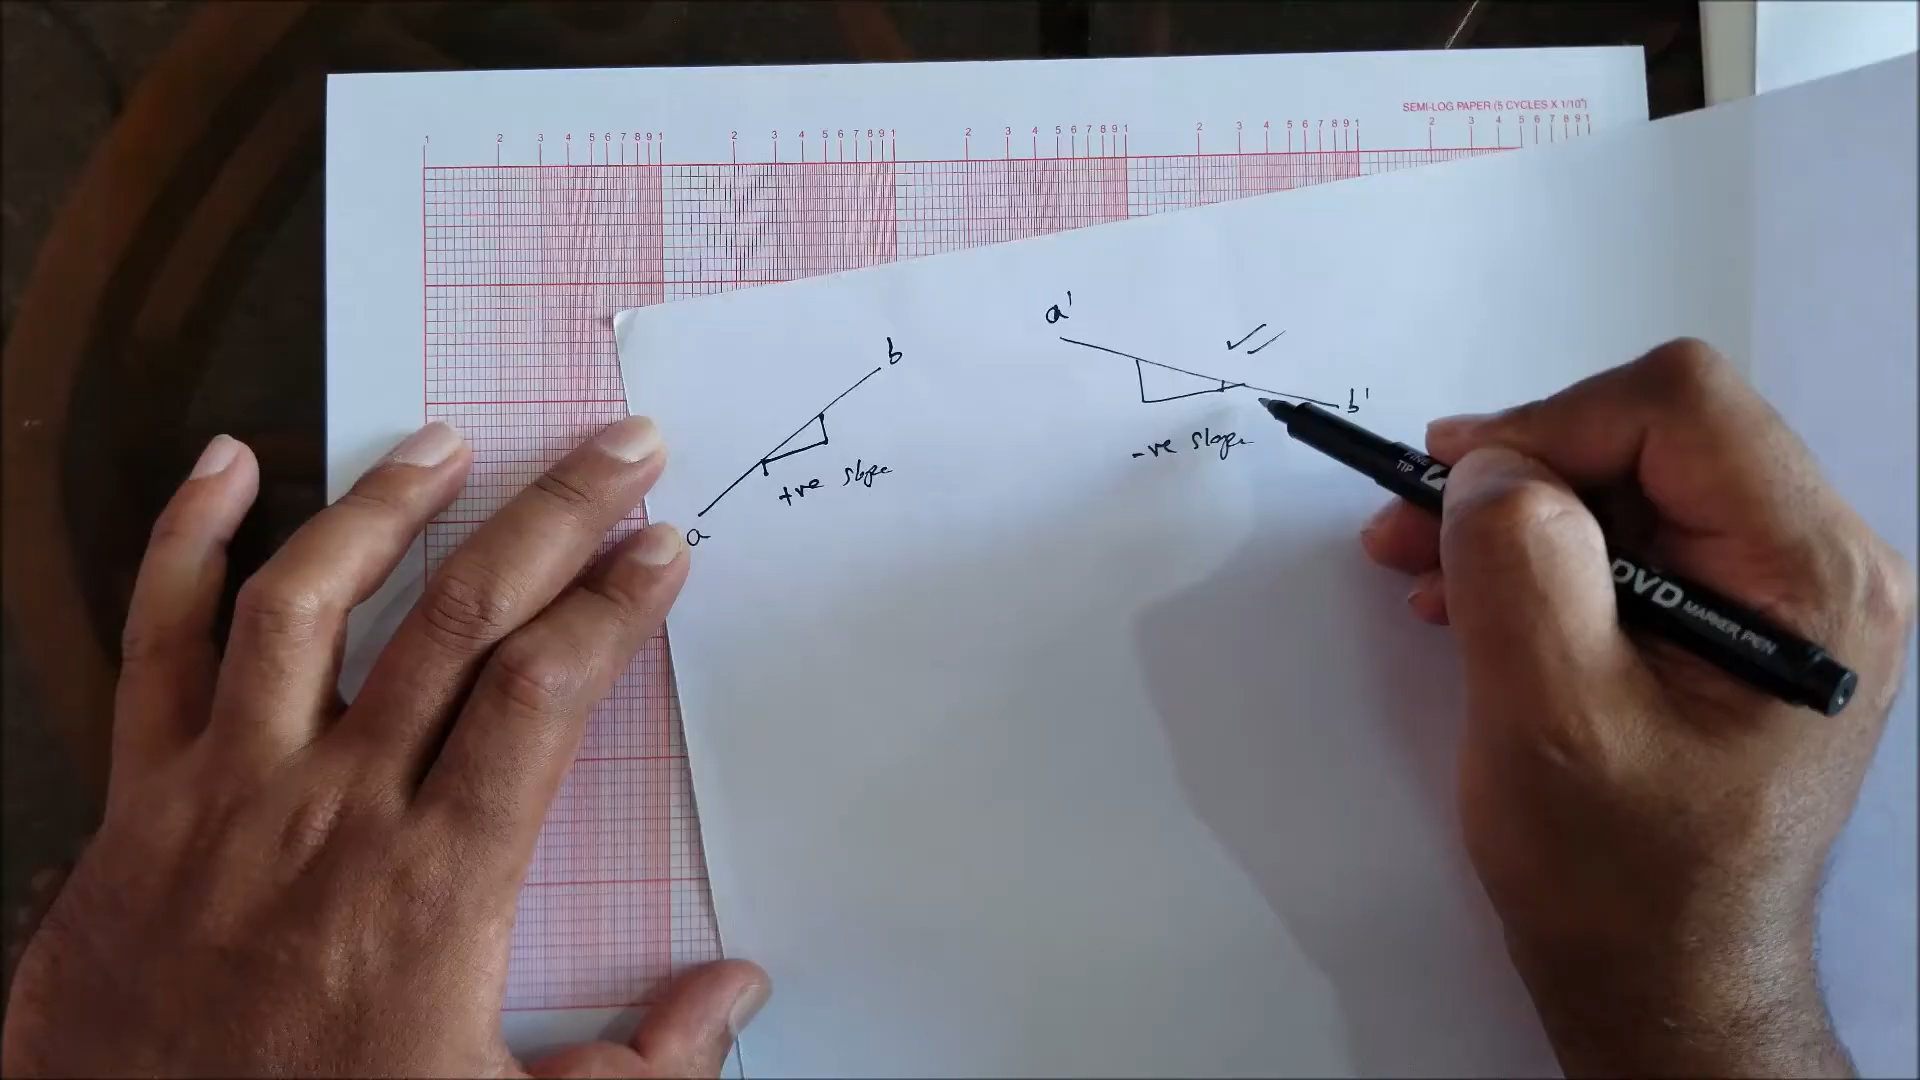 SEMI-LOG PAPER (5 CYCLES X 1/10")
1 2 3 4 5 6 7 8 9 1 2 3 4 5 6 7 8 9 1 2 3 4 5 6 7 8 9 1 2 3 4 5 6 7 8 9 1 2 3 4 5 6 7 8 9 1
a'
b
b'
-ve slope
+ve slope
a
FINE
TIP
DVD MARKER PEN